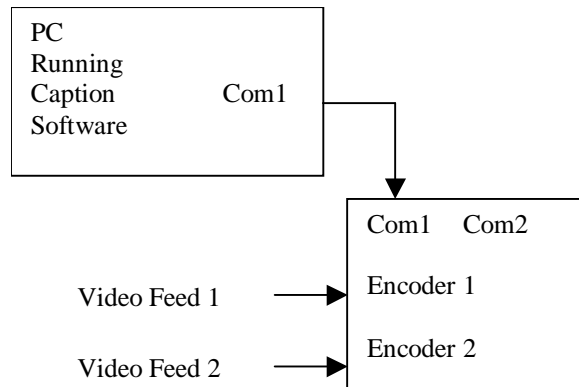 PC
Running
Caption Com1
Software
Com1 Com2
Video Feed 1 Encoder 1
Video Feed 2 Encoder 2